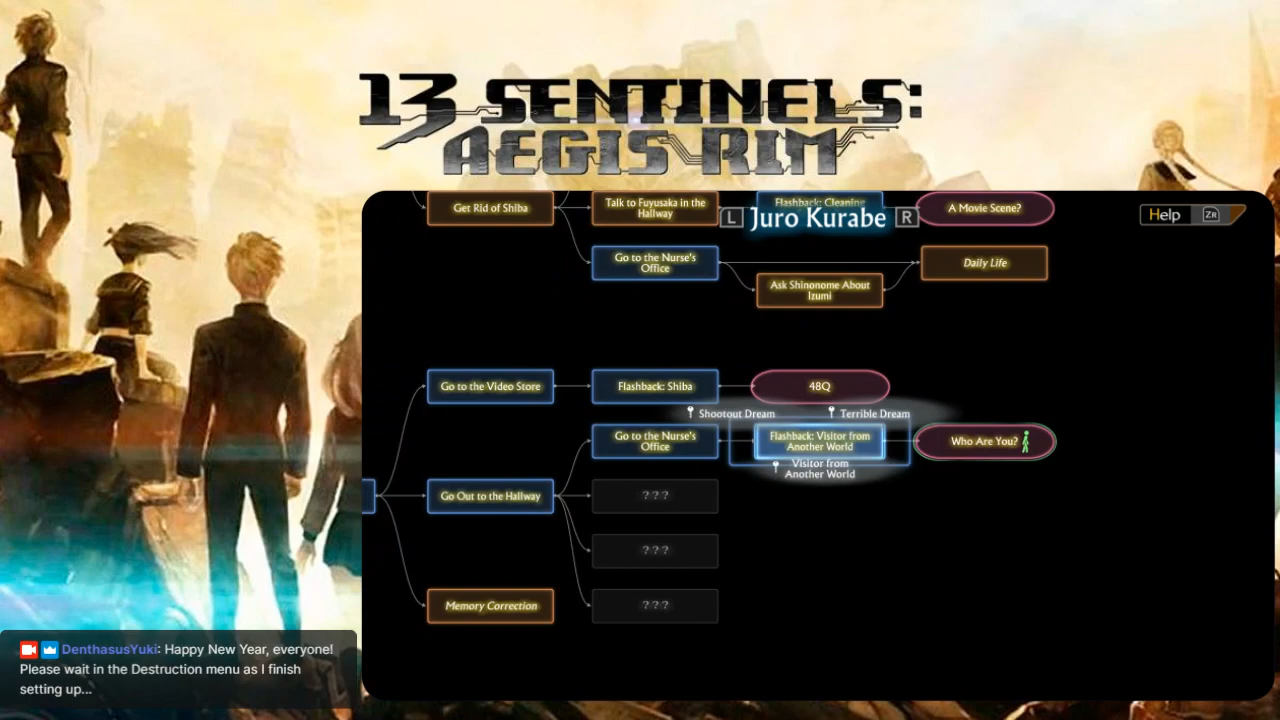 13 SENTINELS:
AEGIS RIM
Get Rid of Shiba
Talk to Fuyusaka in the
Hallway
Flashback: Cleaning
A Movie Scene?
L Juro Kurabe R
Help ZR
Go to the Nurse's
Office
Daily Life
Ask Shinonome About
Izumi
Go to the Video Store
Flashback: Shiba
48Q
Shootout Dream
Terrible Dream
Go to the Nurse's
Office
Flashback: Visitor from
Another World
Who Are You?
Visitor from
Another World
Go Out to the Hallway
? ? ?
? ? ?
Memory Correction
? ? ?
DenthasusYuki: Happy New Year, everyone!
Please wait in the Destruction menu as I finish
setting up...